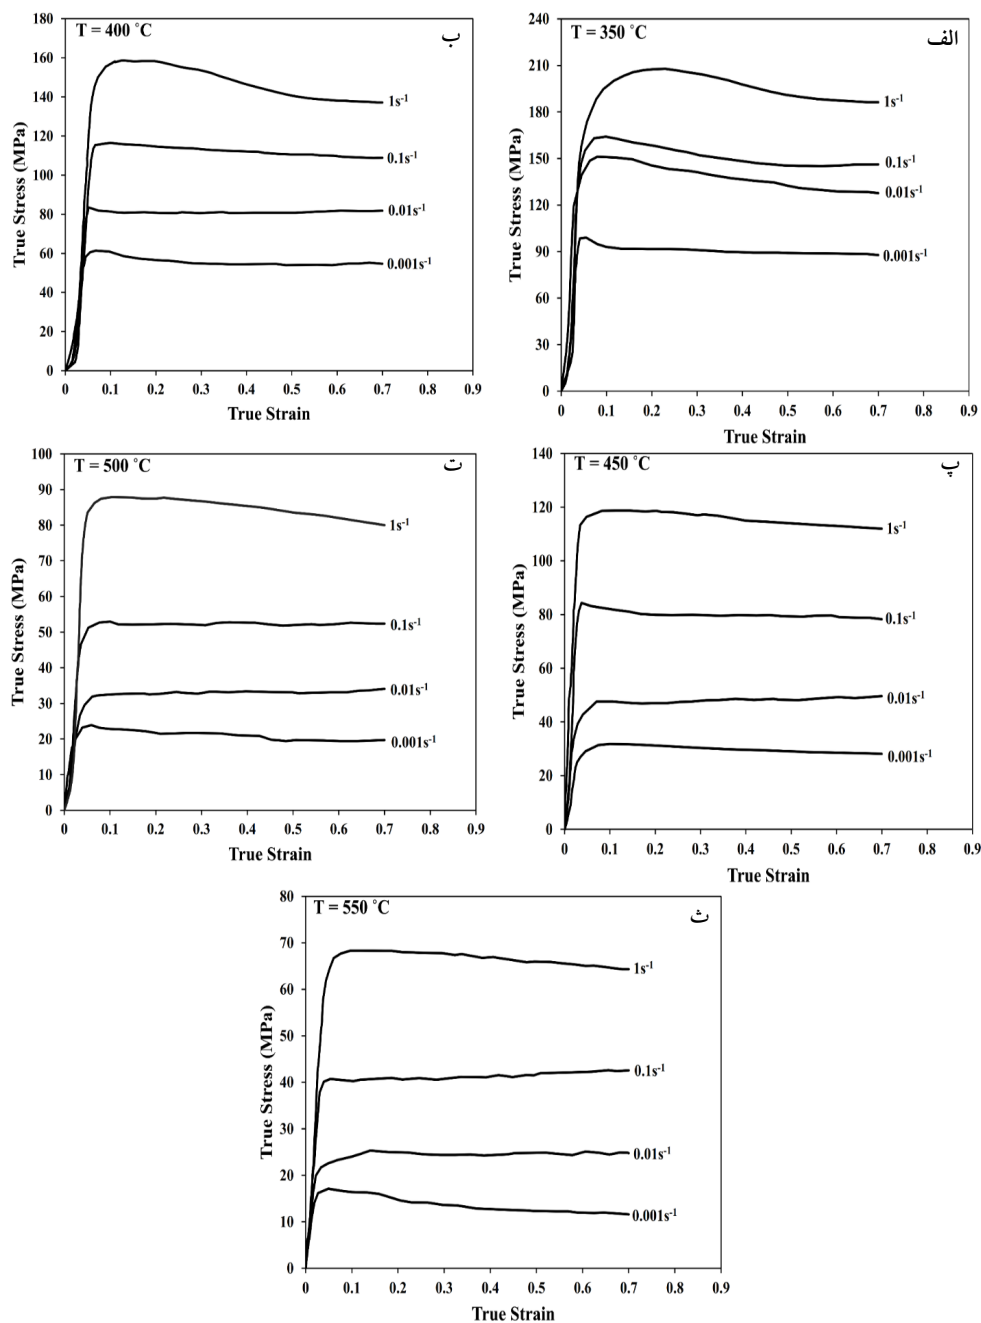 T = 400 ˚C
ب
True Stress (MPa)
180
160
140
120
100
80
60
40
20
0
1s-1
0.1s-1
0.01s-1
0.001s-1
0 0.1 0.2 0.3 0.4 0.5 0.6 0.7 0.8 0.9
True Strain
T = 350 ˚C
الف
True Stress (MPa)
240
210
180
150
120
90
60
30
0
1s-1
0.1s-1
0.01s-1
0.001s-1
0 0.1 0.2 0.3 0.4 0.5 0.6 0.7 0.8 0.9
True Strain
T = 500 ˚C
ت
True Stress (MPa)
100
90
80
70
60
50
40
30
20
10
0
1s-1
0.1s-1
0.01s-1
0.001s-1
0 0.1 0.2 0.3 0.4 0.5 0.6 0.7 0.8 0.9
True Strain
T = 450 ˚C
پ
True Stress (MPa)
140
120
100
80
60
40
20
0
1s-1
0.1s-1
0.01s-1
0.001s-1
0 0.1 0.2 0.3 0.4 0.5 0.6 0.7 0.8 0.9
True Strain
T = 550 ˚C
ث
True Stress (MPa)
80
70
60
50
40
30
20
10
0
1s-1
0.1s-1
0.01s-1
0.001s-1
0 0.1 0.2 0.3 0.4 0.5 0.6 0.7 0.8 0.9
True Strain